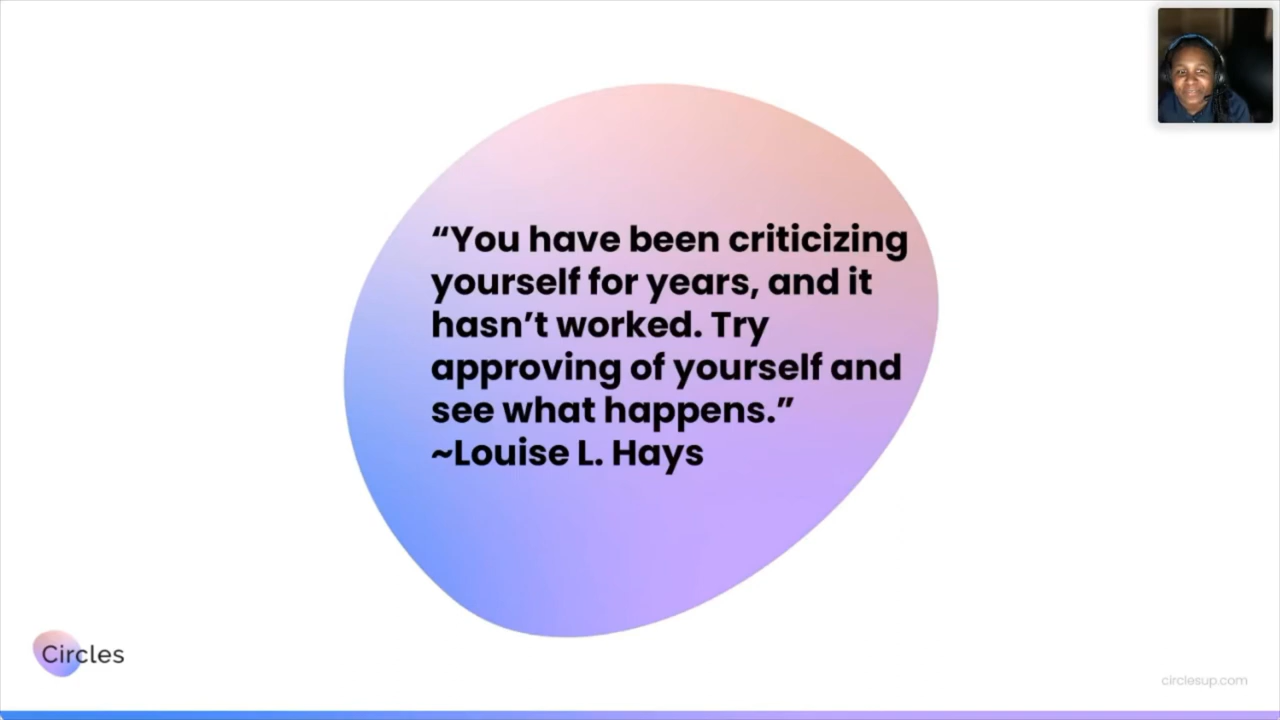 “You have been criticizing
yourself for years, and it
hasn’t worked. Try
approving of yourself and
see what happens.”
~Louise L. Hays
Circles
circlesup.com